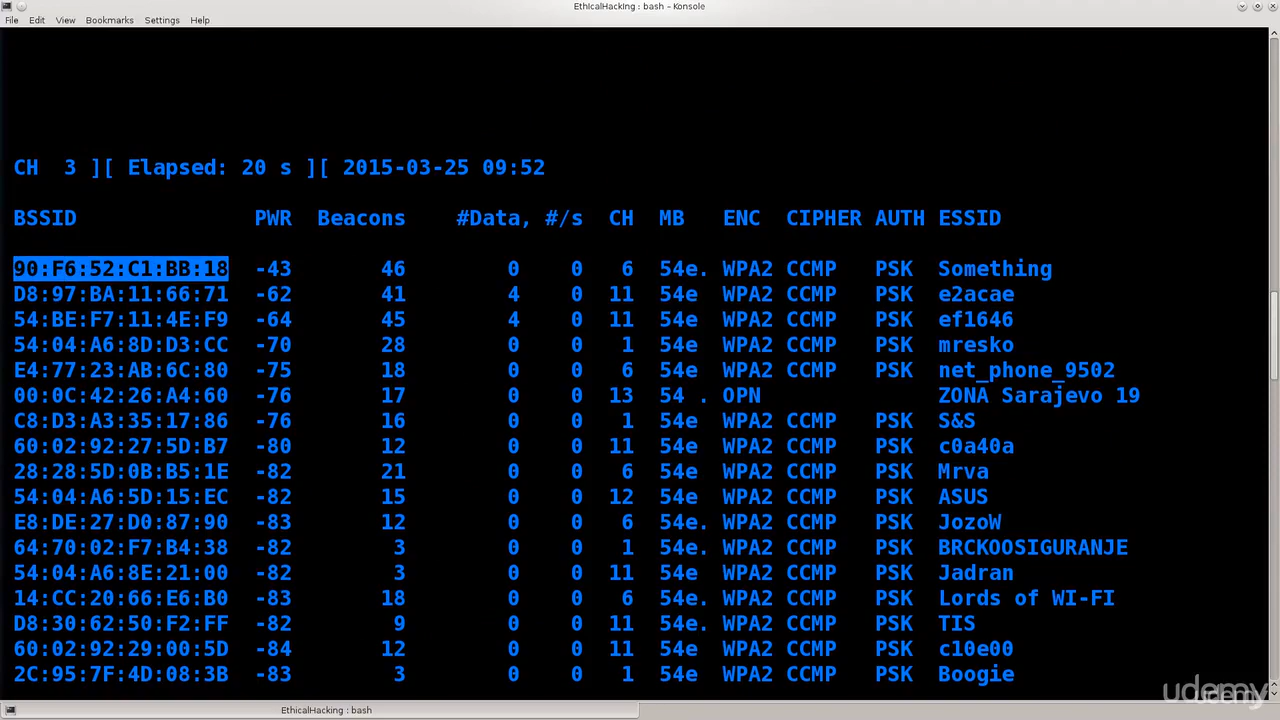 EthicalHacking : bash – Konsole
File Edit View Bookmarks Settings Help
CH 3 ][ Elapsed: 20 s ][ 2015-03-25 09:52
BSSID PWR Beacons #Data, #/s CH MB ENC CIPHER AUTH ESSID
90:F6:52:C1:BB:18 -43 46 0 0 6 54e. WPA2 CCMP PSK Something
D8:97:BA:11:66:71 -62 41 4 0 11 54e WPA2 CCMP PSK e2acae
54:BE:F7:11:4E:F9 -64 45 4 0 11 54e WPA2 CCMP PSK ef1646
54:04:A6:8D:D3:CC -70 28 0 0 1 54e WPA2 CCMP PSK mresko
E4:77:23:AB:6C:80 -75 18 0 0 6 54e WPA2 CCMP PSK net_phone_9502
00:0C:42:26:A4:60 -76 17 0 0 13 54 . OPN ZONA Sarajevo 19
C8:D3:A3:35:17:86 -76 16 0 0 1 54e WPA2 CCMP PSK S&S
60:02:92:27:5D:B7 -80 12 0 0 11 54e WPA2 CCMP PSK c0a40a
28:28:5D:0B:B5:1E -82 21 0 0 6 54e WPA2 CCMP PSK Mrva
54:04:A6:5D:15:EC -82 15 0 0 12 54e WPA2 CCMP PSK ASUS
E8:DE:27:D0:87:90 -83 12 0 0 6 54e. WPA2 CCMP PSK JozoW
64:70:02:F7:B4:38 -82 3 0 0 1 54e. WPA2 CCMP PSK BRCKOOSIGURANJE
54:04:A6:8E:21:00 -82 3 0 0 11 54e WPA2 CCMP PSK Jadran
14:CC:20:66:E6:B0 -83 18 0 0 6 54e. WPA2 CCMP PSK Lords of WI-FI
D8:30:62:50:F2:FF -82 9 0 0 11 54e. WPA2 CCMP PSK TIS
60:02:92:29:00:5D -84 12 0 0 11 54e WPA2 CCMP PSK c10e00
2C:95:7F:4D:08:3B -83 3 0 0 1 54e WPA2 CCMP PSK Boogie
udemy
udemy
EthicalHacking : bash